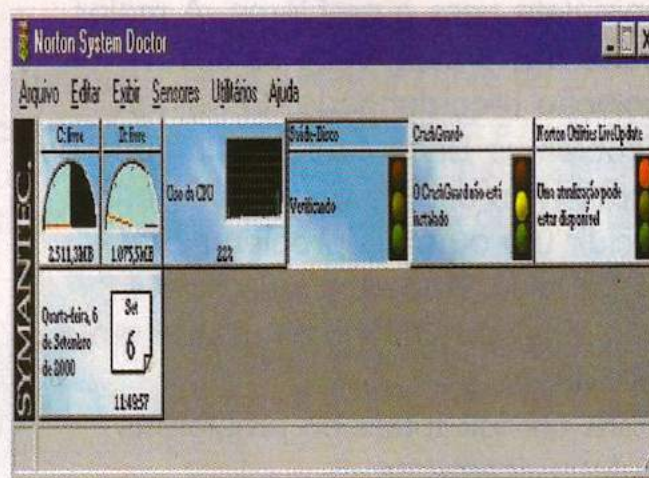 Norton System Doctor
Arquivo Editar Exibir Sensores Utilitários Ajuda
SYMANTEC.
C: livre
2.511,3MB
D: livre
1.075,5MB
Uso da CPU
22%
Saúde-Disco
Verificando
CrashGuard
O CrashGuard não está
instalado
Norton Utilities LiveUpdate
Uma atualização pode
estar disponível
Quarta-feira, 6
de Setembro
de 2000
Set
6
11:49:57